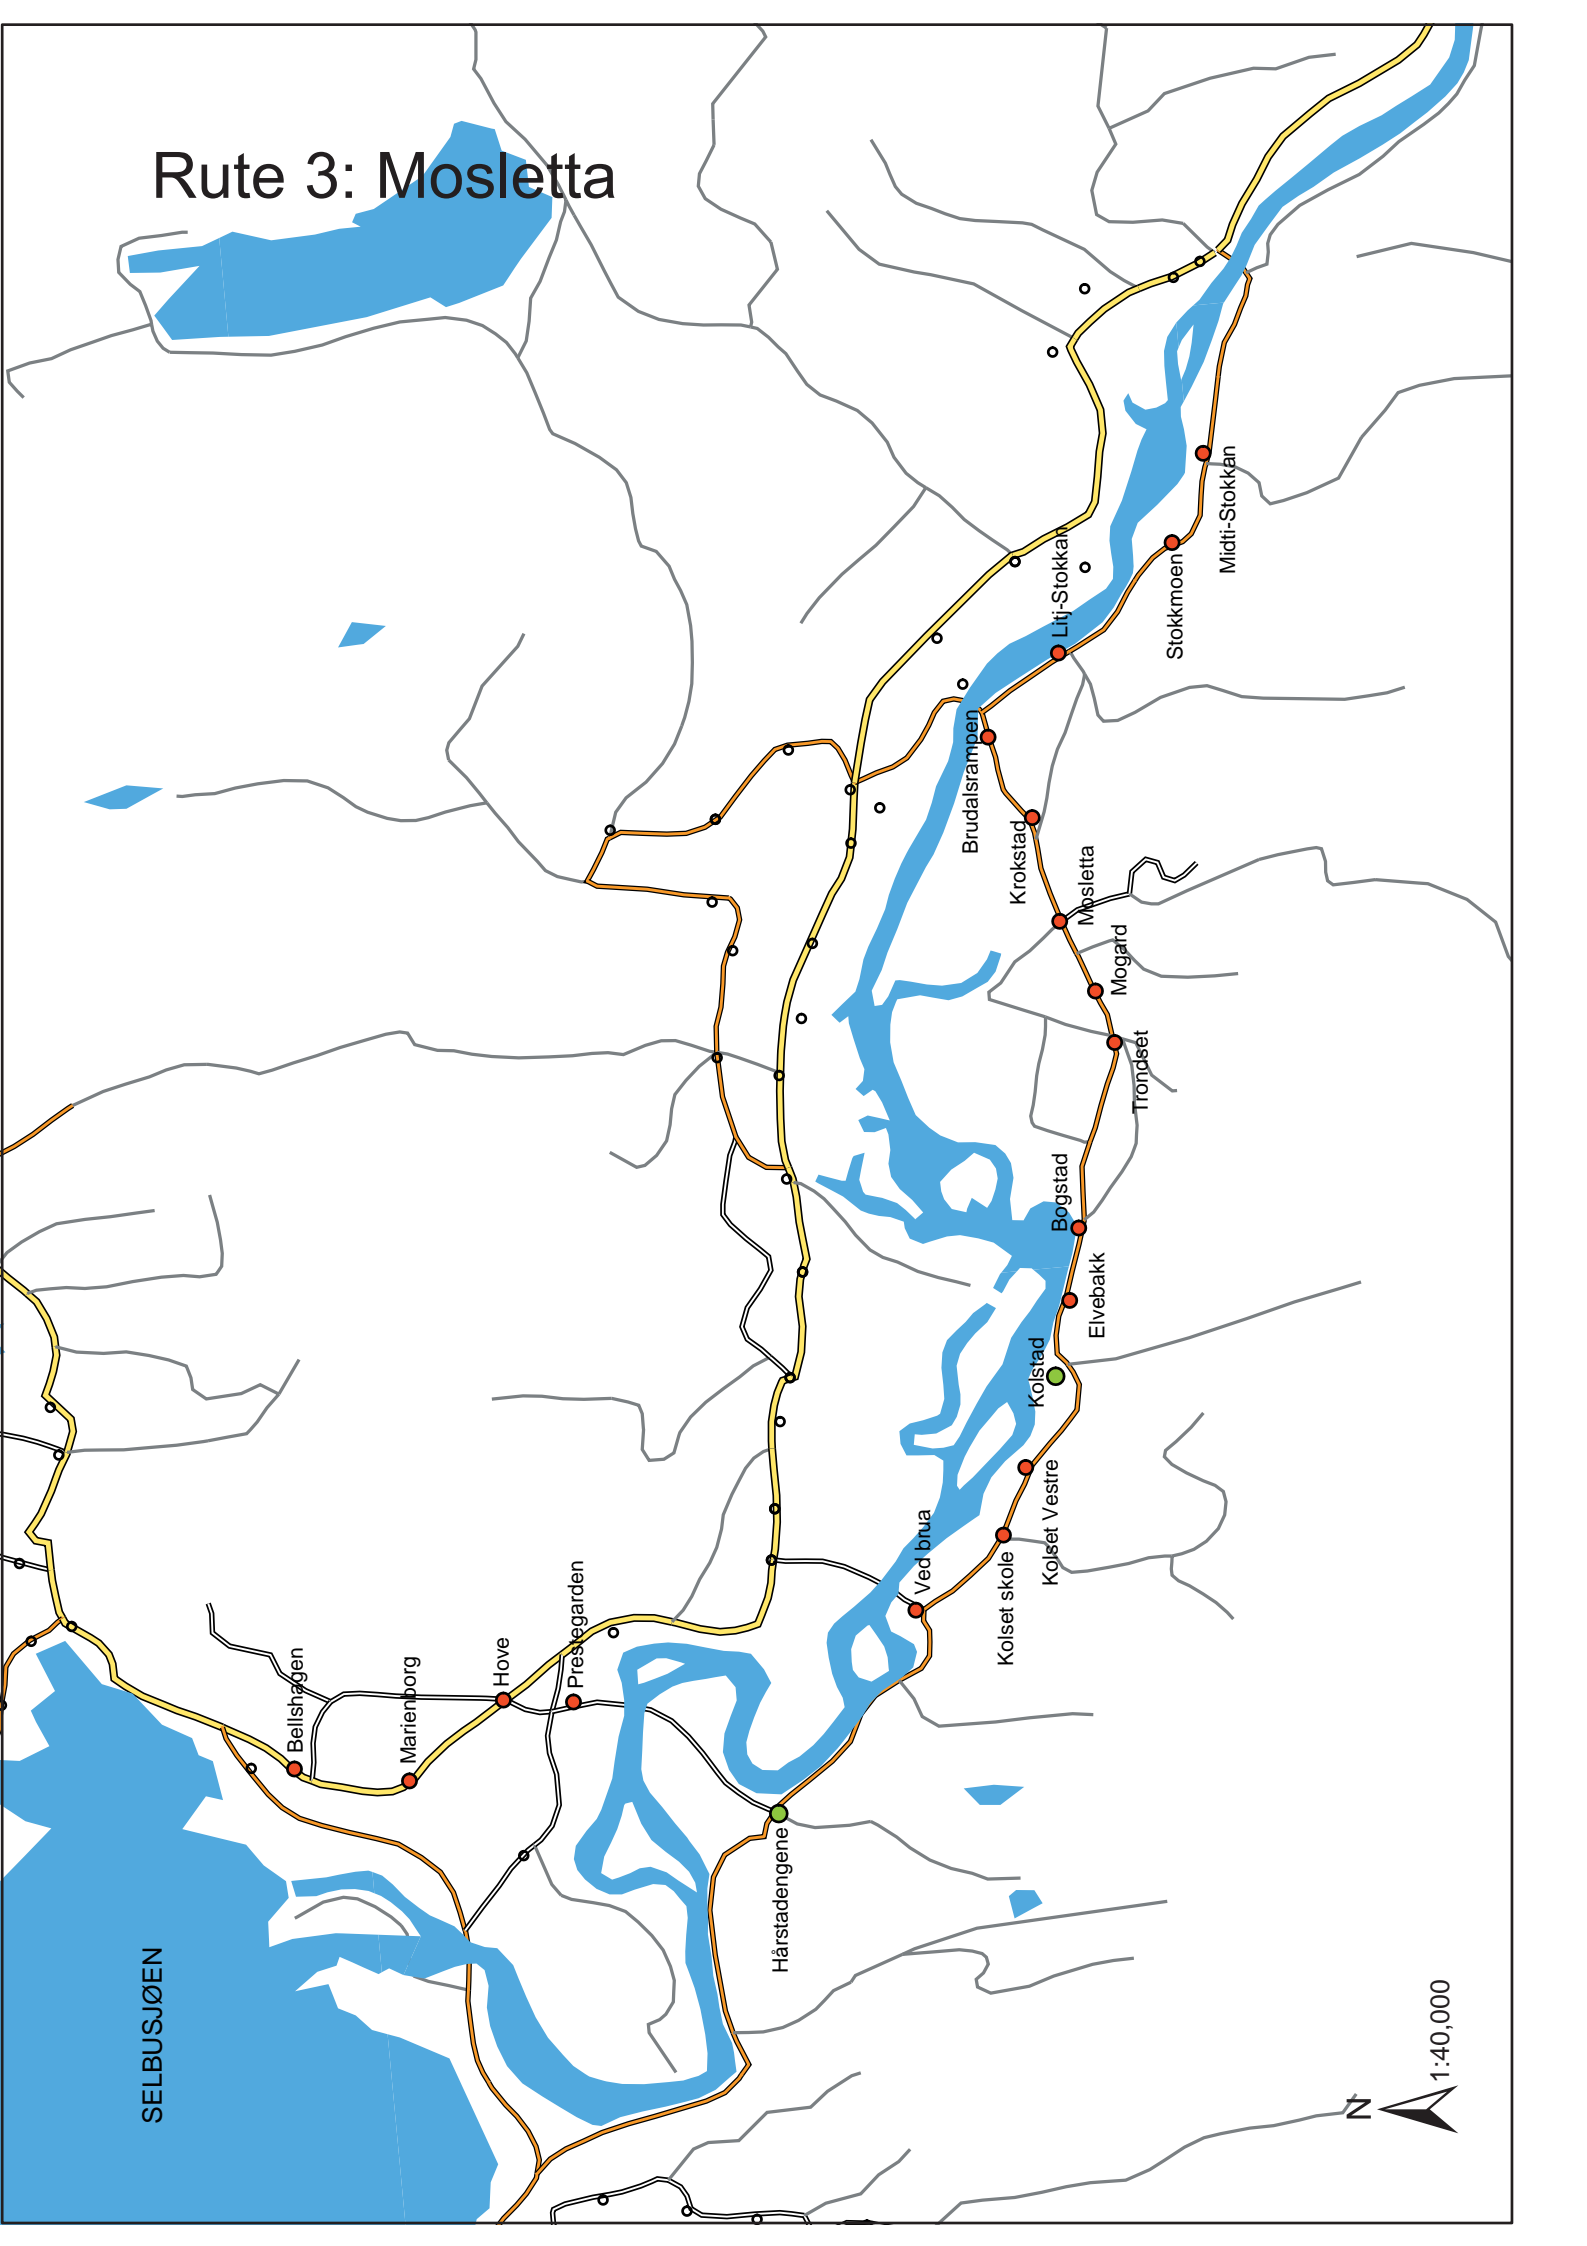 Rute 3: Mosletta
Midti-Stokkan
Litj-Stokkan
Stokkmoen
Brudalsrampen
Krokstad
Mosletta
Mogard
Trondset
Bogstad
Elvebakk
Kolstad
Kolset Vestre
Ved brua
Kolset skole
Prestegarden
Hove
Bellshagen
Marienborg
Hårstadengene
SELBUSJØEN
1:40,000
N